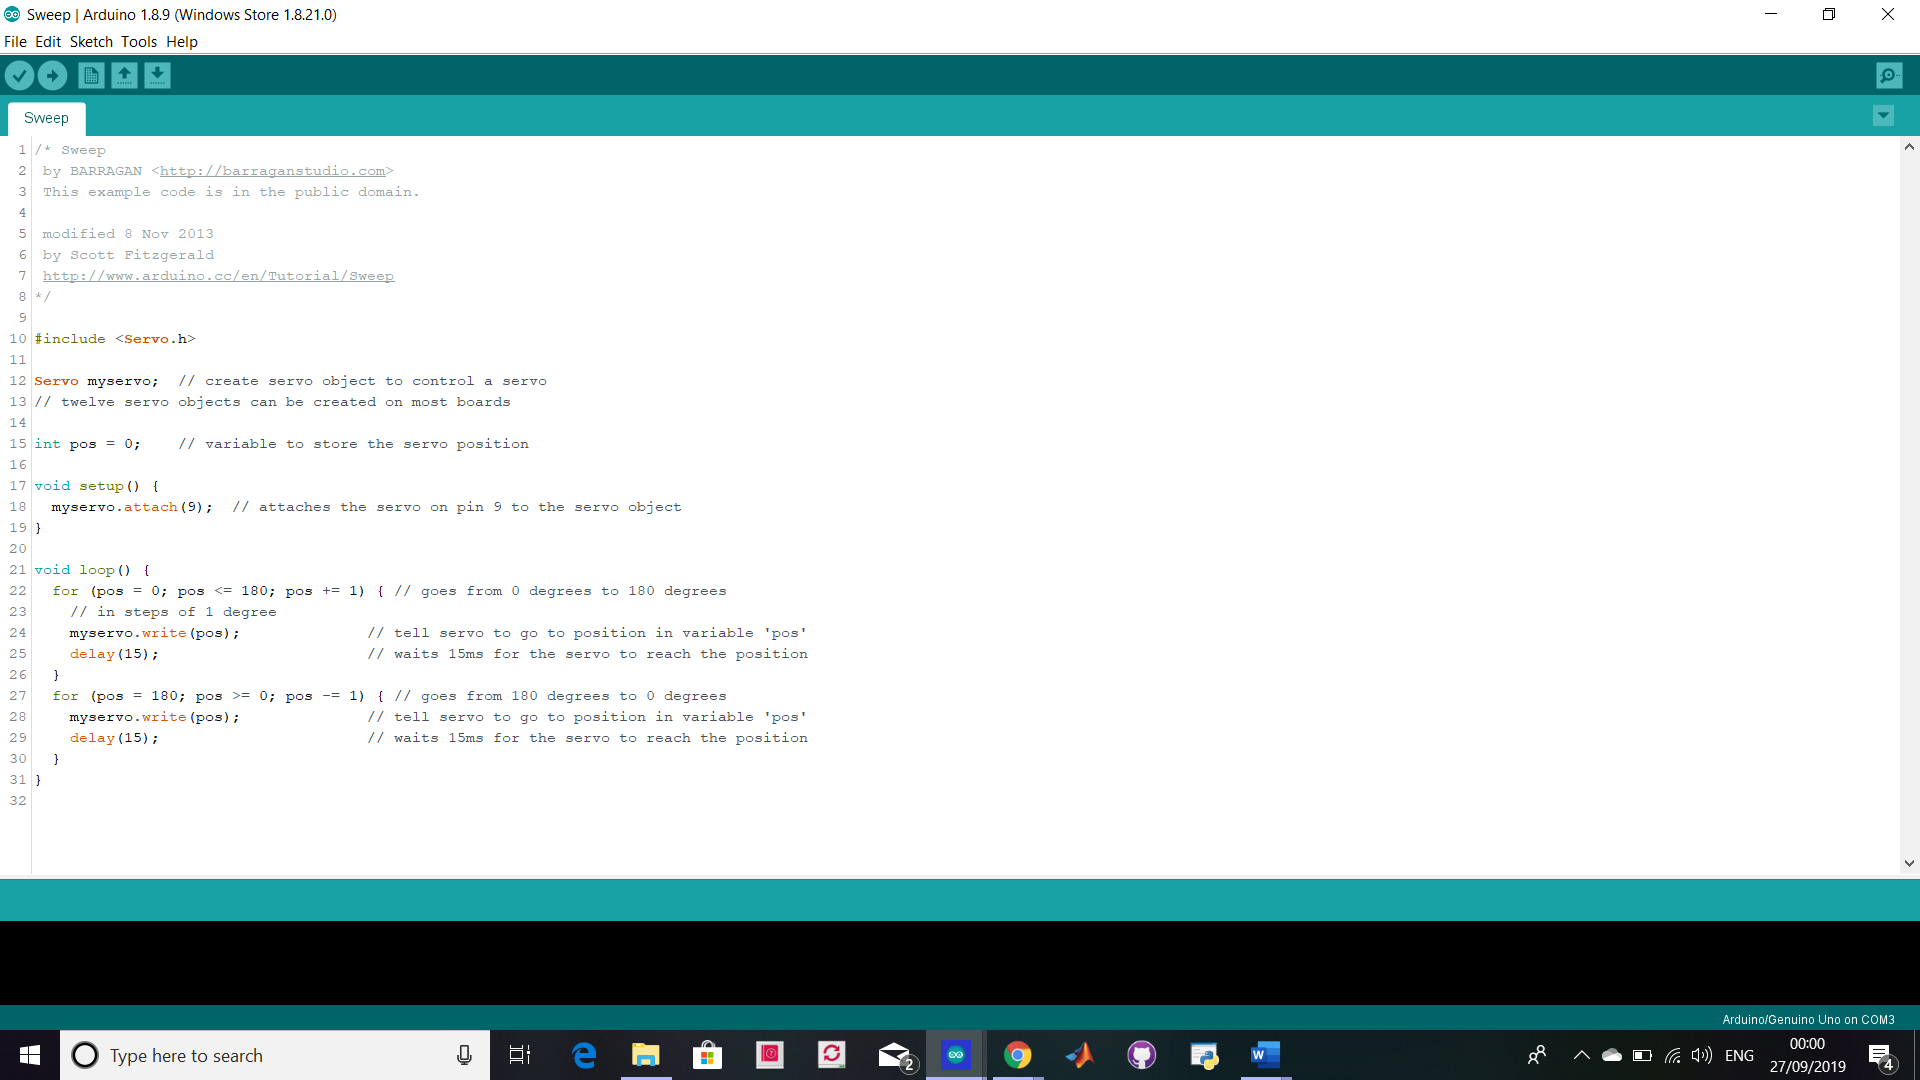 Sweep | Arduino 1.8.9 (Windows Store 1.8.21.0)
File Edit Sketch Tools Help
Sweep
1 /* Sweep
2  by BARRAGAN <http://barraganstudio.com>
3  This example code is in the public domain.
4
5  modified 8 Nov 2013
6  by Scott Fitzgerald
7  http://www.arduino.cc/en/Tutorial/Sweep
8 */
9
10 #include <Servo.h>
11
12 Servo myservo;  // create servo object to control a servo
13 // twelve servo objects can be created on most boards
14
15 int pos = 0;    // variable to store the servo position
16
17 void setup() {
18   myservo.attach(9);  // attaches the servo on pin 9 to the servo object
19 }
20
21 void loop() {
22   for (pos = 0; pos <= 180; pos += 1) { // goes from 0 degrees to 180 degrees
23     // in steps of 1 degree
24     myservo.write(pos);              // tell servo to go to position in variable 'pos'
25     delay(15);                       // waits 15ms for the servo to reach the position
26   }
27   for (pos = 180; pos >= 0; pos -= 1) { // goes from 180 degrees to 0 degrees
28     myservo.write(pos);              // tell servo to go to position in variable 'pos'
29     delay(15);                       // waits 15ms for the servo to reach the position
30   }
31 }
32
Arduino/Genuino Uno on COM3
Type here to search
2
W
ENG
00:00
27/09/2019
4